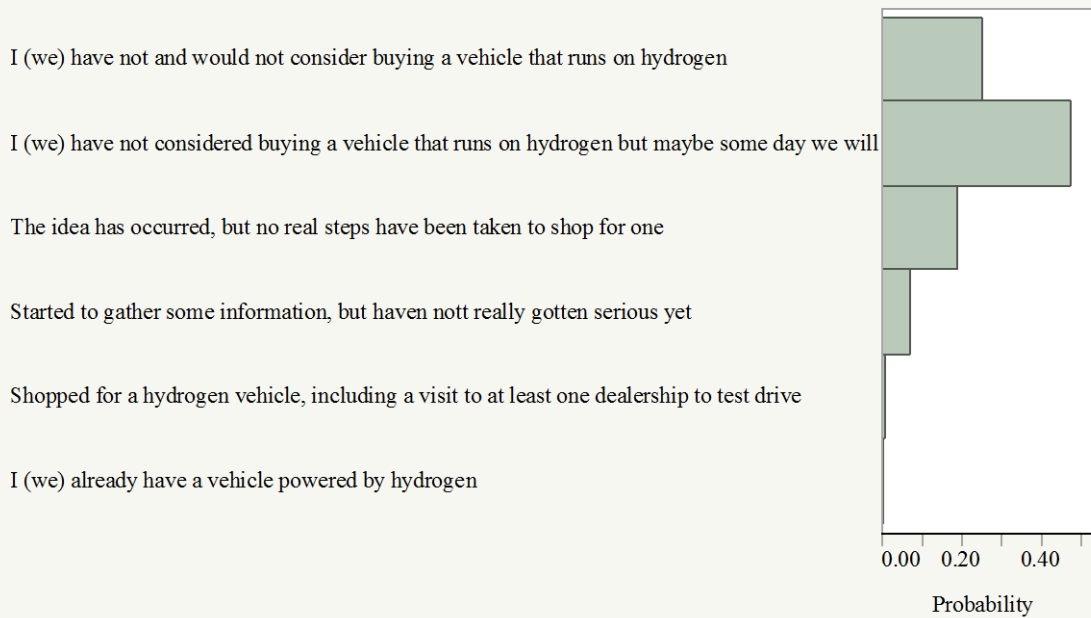 I (we) have not and would not consider buying a vehicle that runs on hydrogen
I (we) have not considered buying a vehicle that runs on hydrogen but maybe some day we will
The idea has occurred, but no real steps have been taken to shop for one
Started to gather some information, but haven nott really gotten serious yet
Shopped for a hydrogen vehicle, including a visit to at least one dealership to test drive
I (we) already have a vehicle powered by hydrogen
0.00 0.20 0.40
Probability